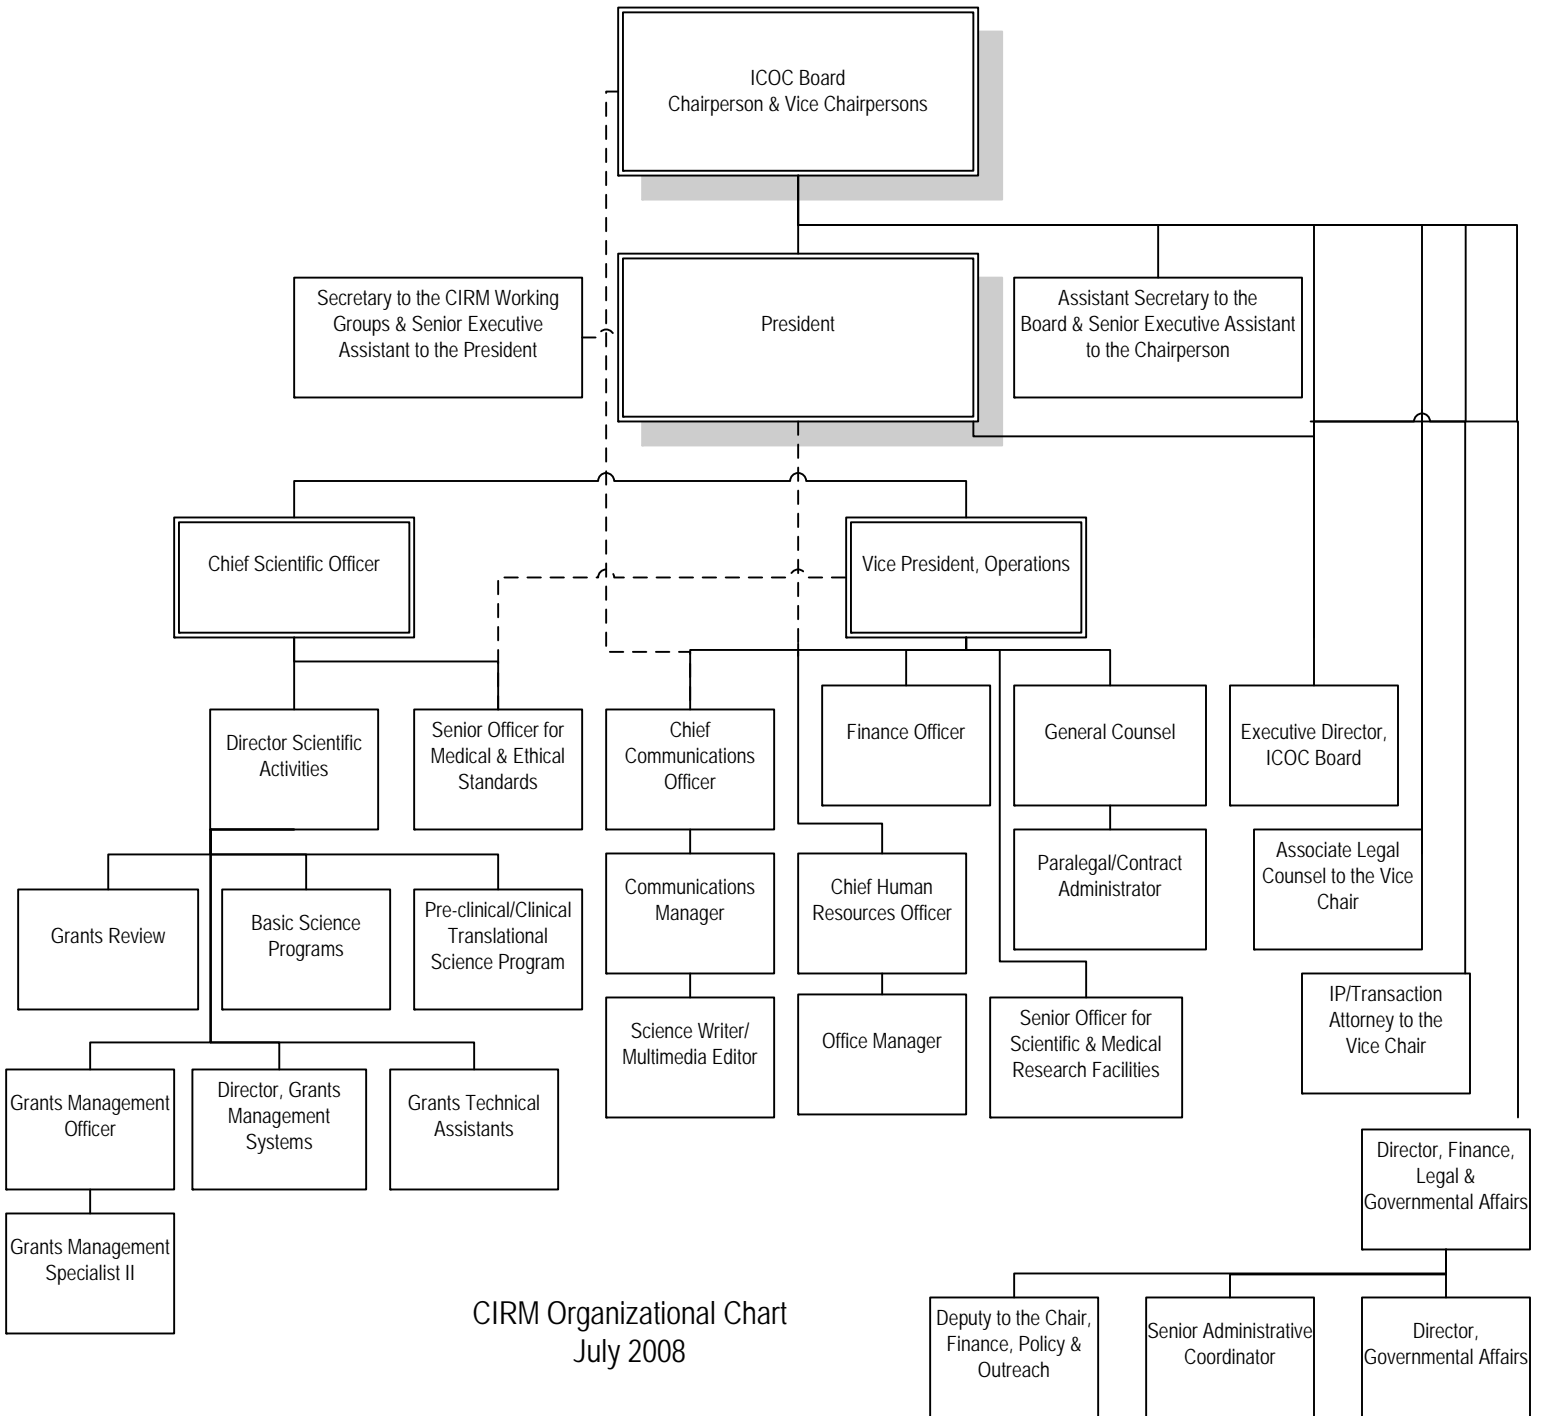 ICOC Board
Chairperson & Vice Chairpersons
Secretary to the CIRM Working
Groups & Senior Executive
Assistant to the President
President
Assistant Secretary to the
Board & Senior Executive Assistant
to the Chairperson
Chief Scientific Officer
Vice President, Operations
Director Scientific
Activities
Senior Officer for
Medical & Ethical
Standards
Chief
Communications
Officer
Finance Officer
General Counsel
Executive Director,
ICOC Board
Grants Review
Basic Science
Programs
Pre-clinical/Clinical
Translational
Science Program
Communications
Manager
Chief Human
Resources Officer
Paralegal/Contract
Administrator
Associate Legal
Counsel to the Vice
Chair
Science Writer/
Multimedia Editor
Office Manager
Senior Officer for
Scientific & Medical
Research Facilities
IP/Transaction
Attorney to the
Vice Chair
Grants Management
Officer
Director, Grants
Management
Systems
Grants Technical
Assistants
Director, Finance,
Legal &
Governmental Affairs
Grants Management
Specialist II
CIRM Organizational Chart
July 2008
Deputy to the Chair,
Finance, Policy &
Outreach
Senior Administrative
Coordinator
Director,
Governmental Affairs